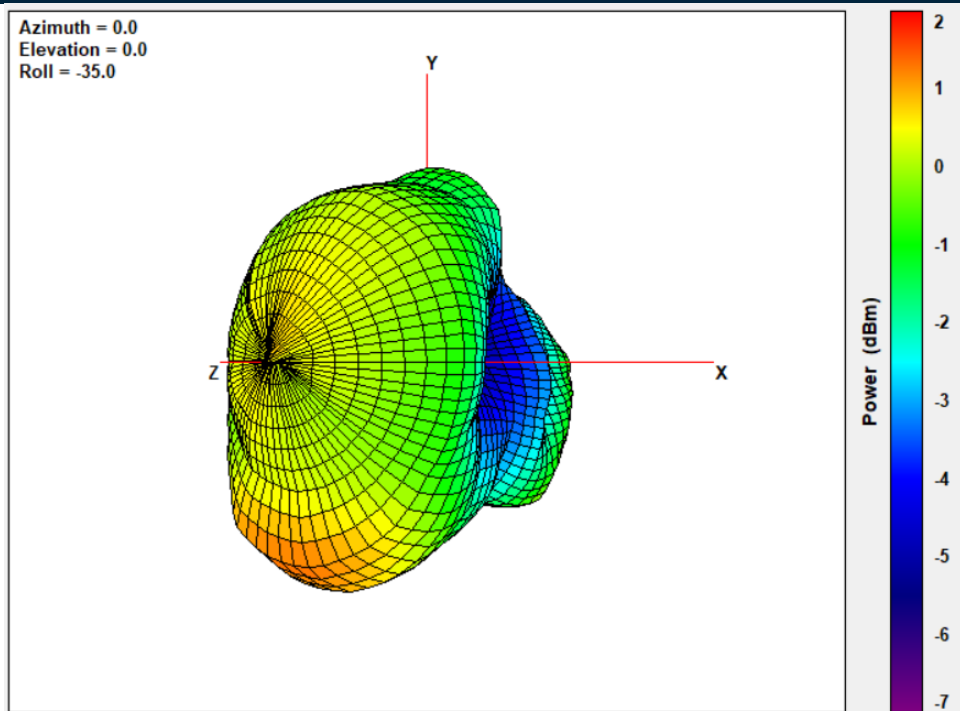 Azimuth = 0.0
Elevation = 0.0
Roll = -35.0
Y
Z
X
Power (dBm)
2
1
0
-1
-2
-3
-4
-5
-6
-7